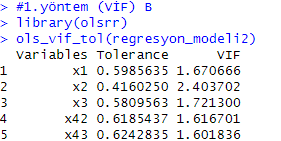 > #1.yöntem (VİF) B
> library(olsrr)
> ols_vif_tol(regresyon_modeli2)
  Variables Tolerance      VIF
1        x1 0.5985635 1.670666
2        x2 0.4160250 2.403702
3        x3 0.5809563 1.721300
4       x42 0.6185437 1.616701
5       x43 0.6242835 1.601836